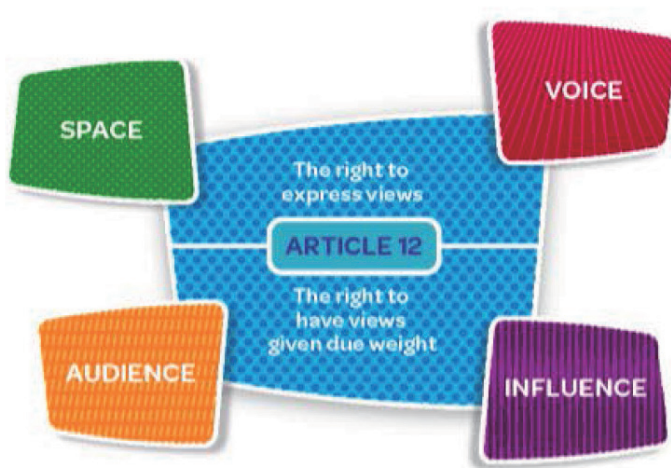 SPACE
VOICE
The right to
express views
ARTICLE 12
The right to
have views
given due weight
AUDIENCE
INFLUENCE